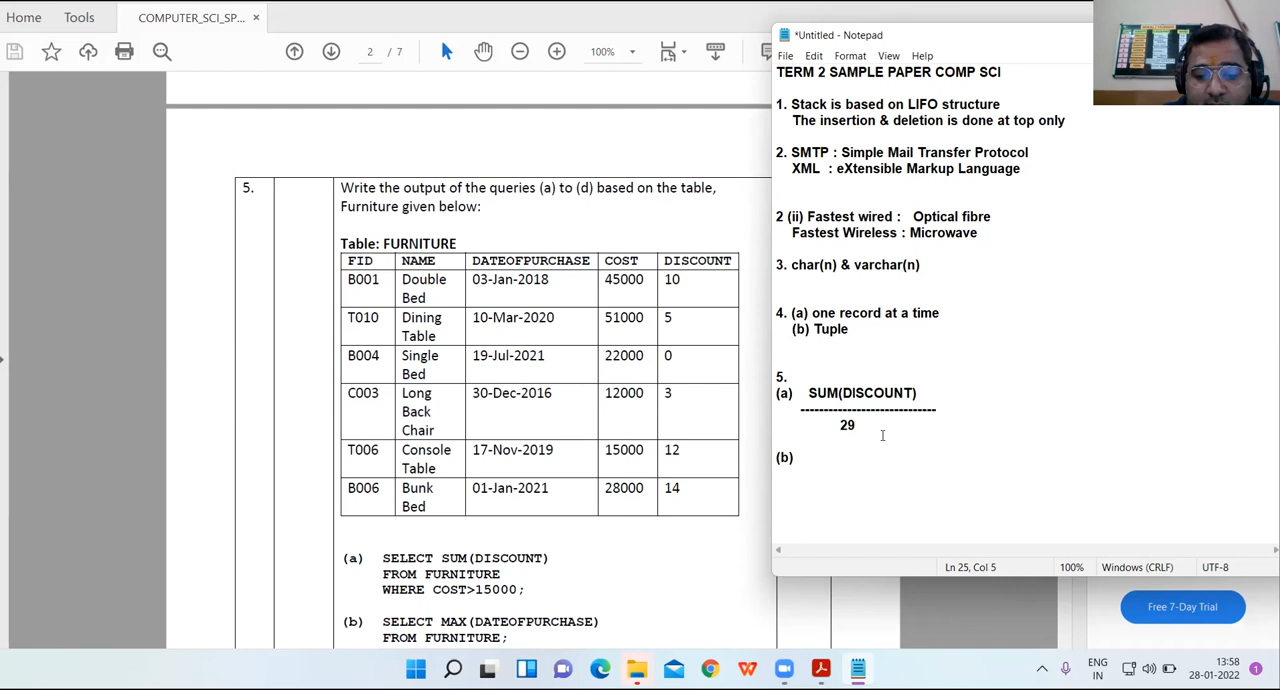 Home Tools COMPUTER_SCI_SP... ×
2 / 7 100%
5. Write the output of the queries (a) to (d) based on the table,
Furniture given below:
Table: FURNITURE
FID NAME DATEOFPURCHASE COST DISCOUNT
B001 Double Bed 03-Jan-2018 45000 10
T010 Dining Table 10-Mar-2020 51000 5
B004 Single Bed 19-Jul-2021 22000 0
C003 Long Back Chair 30-Dec-2016 12000 3
T006 Console Table 17-Nov-2019 15000 12
B006 Bunk Bed 01-Jan-2021 28000 14
(a) SELECT SUM(DISCOUNT)
FROM FURNITURE
WHERE COST>15000;
(b) SELECT MAX(DATEOFPURCHASE)
FROM FURNITURE;
*Untitled - Notepad
File Edit Format View Help
TERM 2 SAMPLE PAPER COMP SCI
1. Stack is based on LIFO structure
The insertion & deletion is done at top only
2. SMTP : Simple Mail Transfer Protocol
XML : eXtensible Markup Language
2 (ii) Fastest wired : Optical fibre
Fastest Wireless : Microwave
3. char(n) & varchar(n)
4. (a) one record at a time
(b) Tuple
5.
(a) SUM(DISCOUNT)
-----------------------------
29
(b)
Ln 25, Col 5 100% Windows (CRLF) UTF-8
Free 7-Day Trial
ENG
IN
13:58
28-01-2022
1